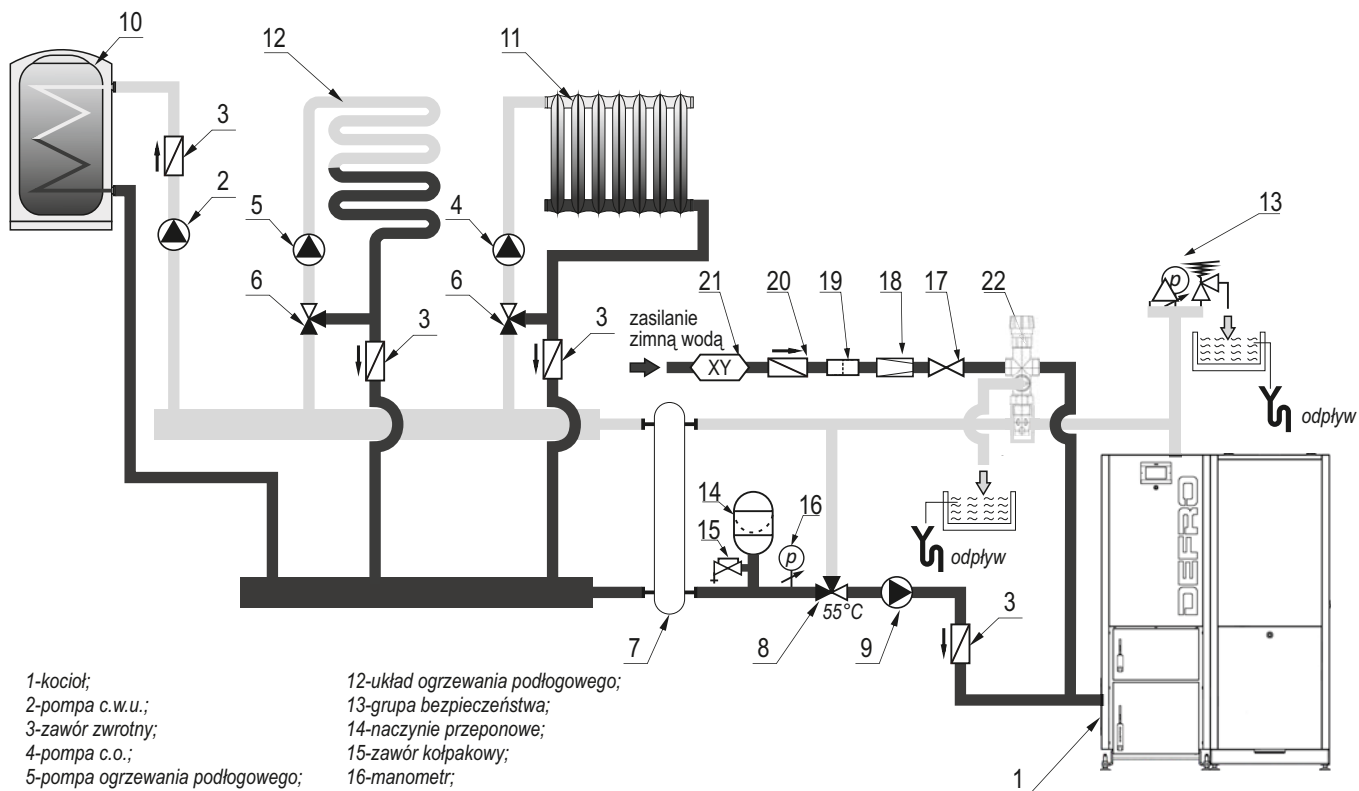 10
12
11
3
2
5
4
13
6
6
3
3
21
20
19
18
17
22
zasilanie
zimną wodą
XY
p
odpływ
14
15
16
p
odpływ
DEFRO
55°C
3
7
8
9
1
1-kocioł;
2-pompa c.w.u.;
3-zawór zwrotny;
4-pompa c.o.;
5-pompa ogrzewania podłogowego;
12-układ ogrzewania podłogowego;
13-grupa bezpieczeństwa;
14-naczynie przeponowe;
15-zawór kołpakowy;
16-manometr;